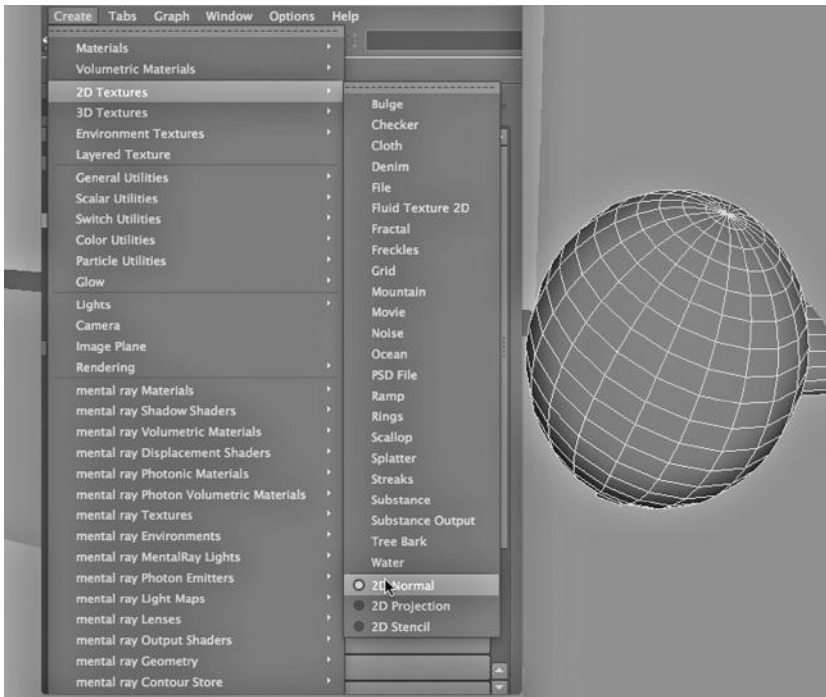 Create Tabs Graph Window Options Help
Materials
Volumetric Materials
2D Textures
3D Textures
Environment Textures
Layered Texture
General Utilities
Scalar Utilities
Switch Utilities
Color Utilities
Particle Utilities
Glow
Lights
Camera
Image Plane
Rendering
mental ray Materials
mental ray Shadow Shaders
mental ray Volumetric Materials
mental ray Displacement Shaders
mental ray Photonic Materials
mental ray Photon Volumetric Materials
mental ray Textures
mental ray Environments
mental ray MentalRay Lights
mental ray Photon Emitters
mental ray Light Maps
mental ray Lenses
mental ray Output Shaders
mental ray Geometry
mental ray Contour Store
Bulge
Checker
Cloth
Denim
File
Fluid Texture 2D
Fractal
Freckles
Grid
Mountain
Movie
Noise
Ocean
PSD File
Ramp
Rings
Scallop
Splatter
Streaks
Substance
Substance Output
Tree Bark
Water
2D Normal
2D Projection
2D Stencil